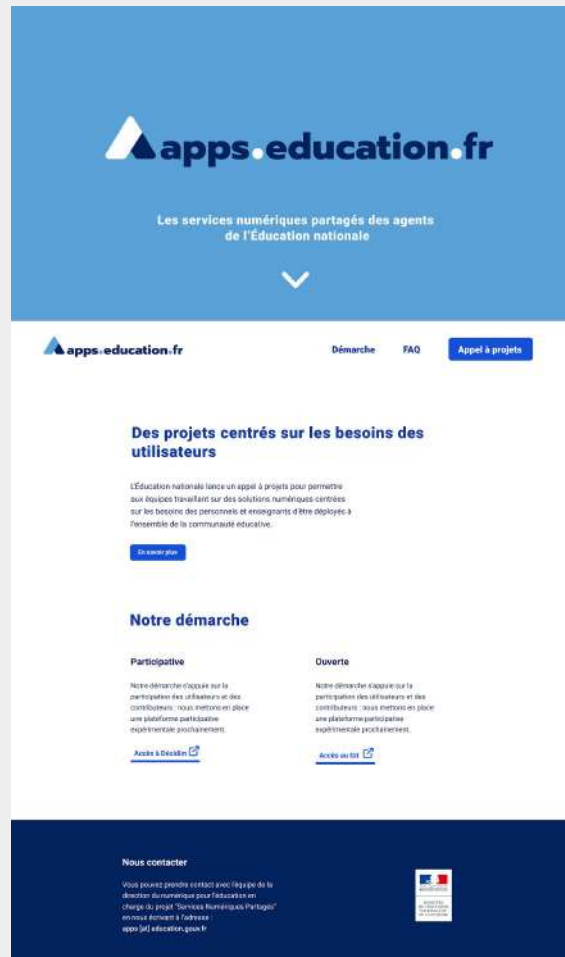 apps.education.fr
Les services numériques partagés des agents
de l'Éducation nationale
apps.education.fr
Démarche
FAQ
Appel à projets
Des projets centrés sur les besoins des
utilisateurs
L'Éducation nationale lance un appel à projets pour permettre
aux équipes travaillant sur des solutions numériques centrées
sur les besoins des personnels et enseignants d'être déployés à
l'ensemble de la communauté éducative.
En savoir plus
Notre démarche
Participative
Notre démarche s'appuie sur la
participation des utilisateurs et des
contributeurs : nous mettons en place
une plateforme participative
expérimentale prochainement.
Accès à Décidim
Ouverte
Notre démarche s'appuie sur la
participation des utilisateurs et des
contributeurs : nous mettons en place
une plateforme participative
expérimentale prochainement.
Accès au
Nous contacter
Vous pouvez prendre contact avec l'équipe de la
direction du numérique pour l'éducation en
charge du projet "Services Numériques Partagés"
en nous écrivant à l'adresse :
apps [at] education.gouv.fr